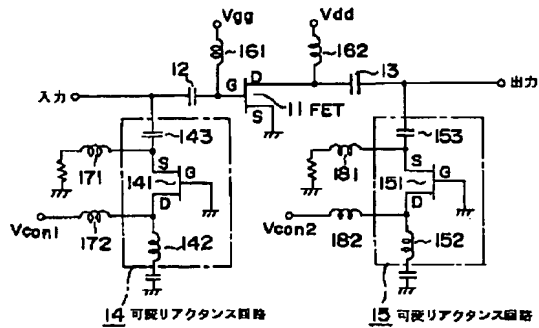 Vgg
Vdd
161
162
12
13
G
D
S
11 FET
入力
出力
143
153
171
181
S
G
141
D
S
G
151
D
Vcon1
172
142
Vcon2
182
152
14 可変リアクタンス回路
15 可変リアクタンス回路